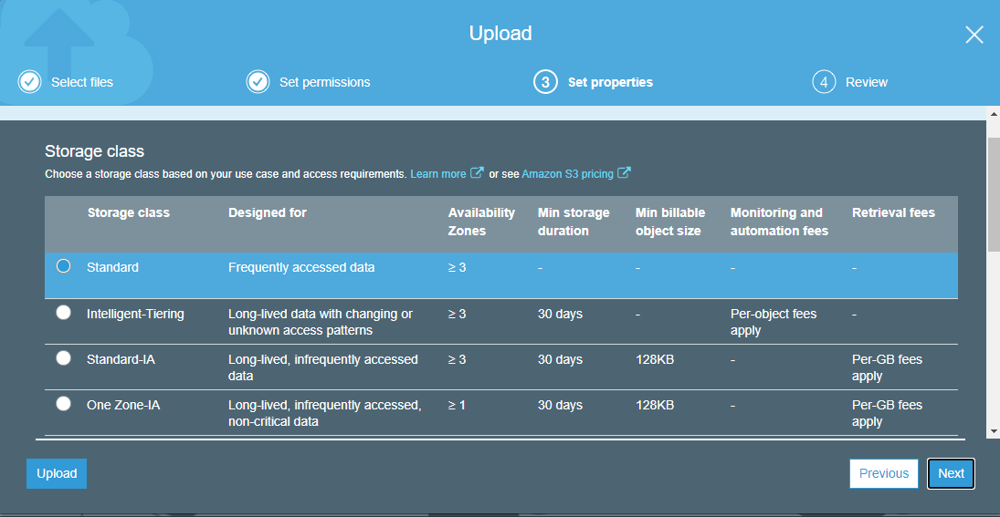 Upload
Select files
Set permissions
3 Set properties
4 Review
Storage class
Choose a storage class based on your use case and access requirements. Learn more or see Amazon S3 pricing
Storage class Designed for Availability Zones Min storage duration Min billable object size Monitoring and automation fees Retrieval fees
Standard Frequently accessed data ≥ 3 - - - -
Intelligent-Tiering Long-lived data with changing or unknown access patterns ≥ 3 30 days - Per-object fees apply -
Standard-IA Long-lived, infrequently accessed data ≥ 3 30 days 128KB - Per-GB fees apply
One Zone-IA Long-lived, infrequently accessed, non-critical data ≥ 1 30 days 128KB - Per-GB fees apply
Upload Previous Next